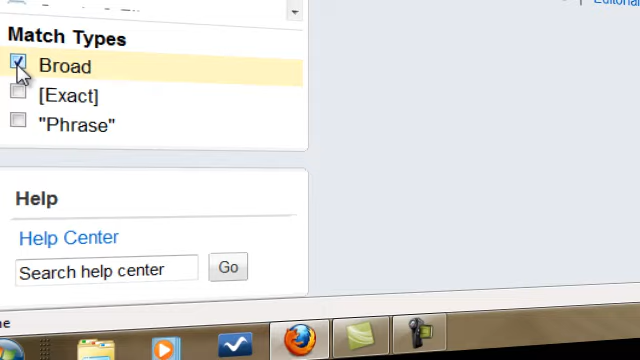 Match Types
Broad
[Exact]
"Phrase"
Help
Help Center
Search help center
Go